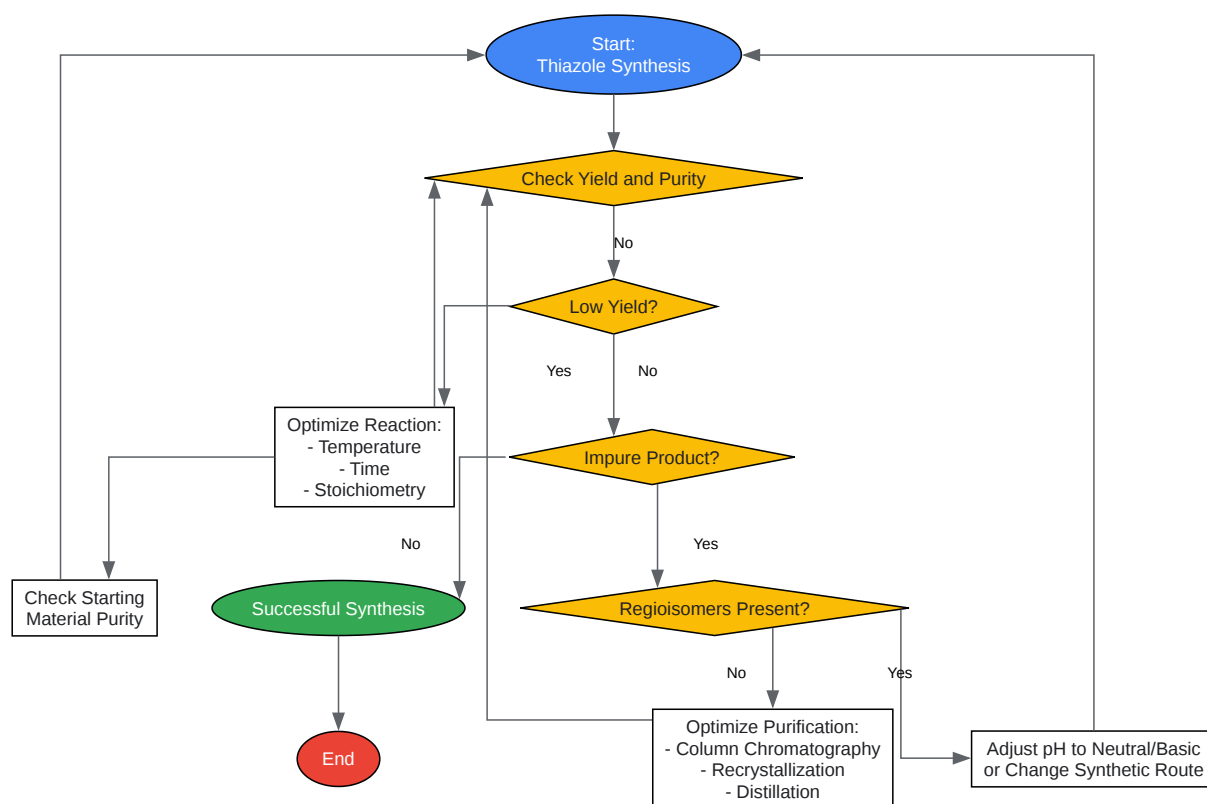 Start:
Thiazole Synthesis
Check Yield and Purity
No
Low Yield?
Yes
No
Optimize Reaction:
- Temperature
- Time
- Stoichiometry
Impure Product?
No
Yes
Check Starting
Material Purity
Successful Synthesis
Regioisomers Present?
No
Yes
End
Optimize Purification:
- Column Chromatography
- Recrystallization
- Distillation
Adjust pH to Neutral/Basic
or Change Synthetic Route